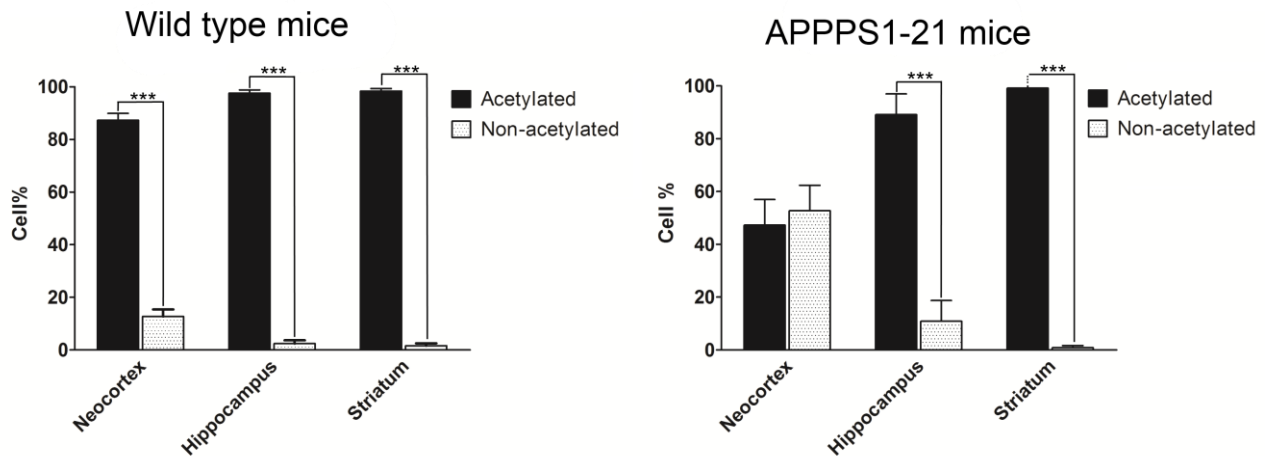 Wild type mice
100
80
60
40
20
0
Cell%
***
***
***
Acetylated
Non-acetylated
Neocortex
Hippocampus
Striatum
APPPS1-21 mice
100
80
60
40
20
0
Cell %
***
***
Acetylated
Non-acetylated
Neocortex
Hippocampus
Striatum